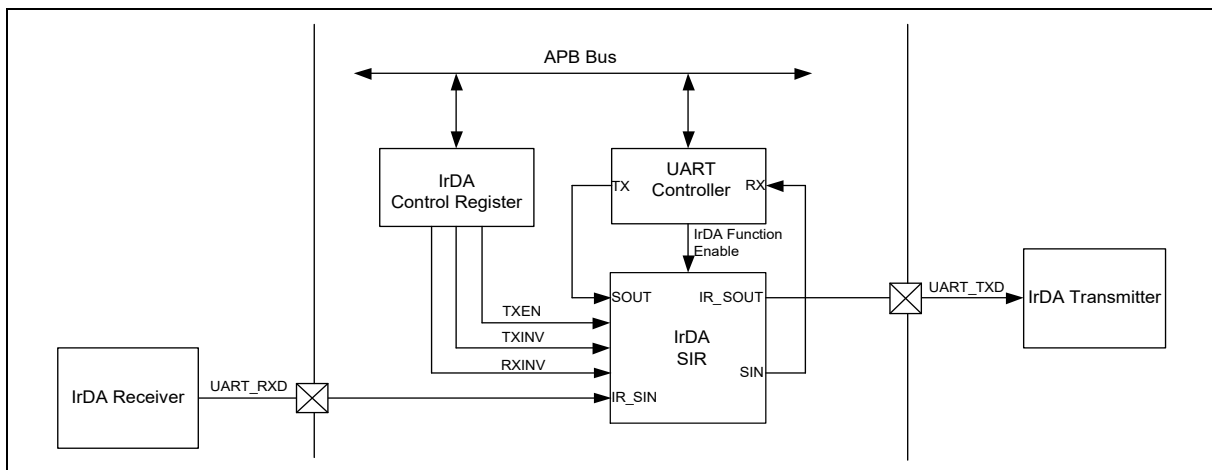 APB Bus
IrDA
Control Register
UART
Controller
TX
RX
IrDA Function
Enable
SOUT
IR_SOUT
UART_TXD
IrDA Transmitter
TXEN
TXINV
IrDA
SIR
RXINV
SIN
UART_RXD
IrDA Receiver
IR_SIN